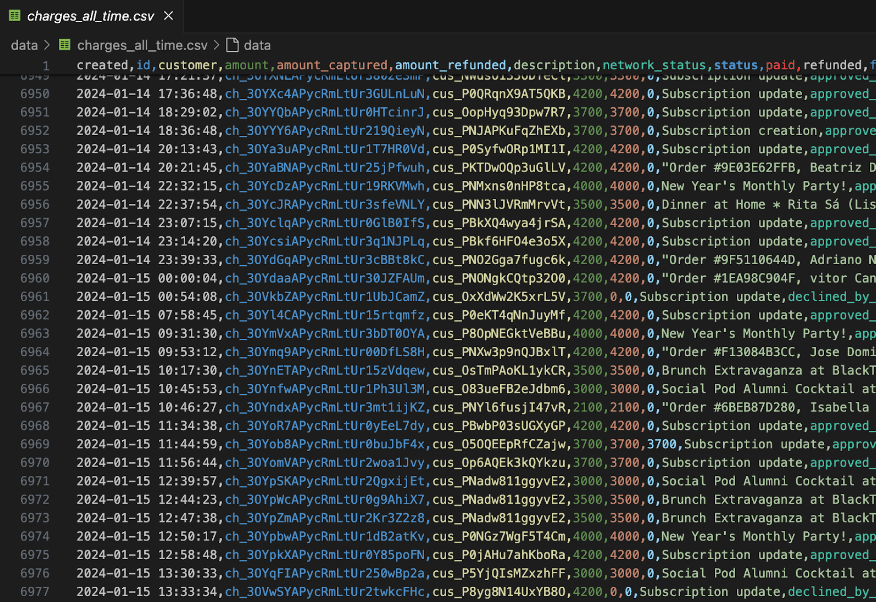 charges_all_time.csv ×
data > charges_all_time.csv > data
1 created,id,customer,amount,amount_captured,amount_refunded,description,network_status,status,paid,refunded,f
6949 2024-01-14 17:21:37,
6950 2024-01-14 17:36:48,ch_3OYXc4APycRmLtUr3GULnLuN,cus_P0QRqnX9AT5QKB,4200,4200,0,Subscription update,approved_
6951 2024-01-14 18:29:02,ch_3OYYQbAPycRmLtUr0HTcinrJ,cus_OopHyq93Dpw7R7,3700,3700,0,Subscription update,approved_
6952 2024-01-14 18:36:48,ch_3OYYY6APycRmLtUr219QieyN,cus_PNJAPKuFqZhEXb,3700,3700,0,Subscription creation,approve
6953 2024-01-14 20:13:43,ch_3OYa3uAPycRmLtUr1T7HR0Vd,cus_P0SyfwORp1MI1I,4200,4200,0,Subscription update,approved_
6954 2024-01-14 20:21:45,ch_3OYaBNAPycRmLtUr25jPfwuh,cus_PKTDwOQp3uGlLV,4200,4200,0,"Order #9E03E62FFB, Beatriz D
6955 2024-01-14 22:32:15,ch_3OYcDzAPycRmLtUr19RKVMwh,cus_PNMxns0nHP8tca,4000,4000,0,New Year's Monthly Party!,app
6956 2024-01-14 22:37:54,ch_3OYcJRAPycRmLtUr3sfeVNLY,cus_PNN3lJVRmMrvVt,3500,3500,0,Dinner at Home * Rita Sá (Lis
6957 2024-01-14 23:07:15,ch_3OYclqAPycRmLtUr0GlB0IfS,cus_PBkXQ4wya4jrSA,4200,4200,0,Subscription update,approved_
6958 2024-01-14 23:14:20,ch_3OYcsiAPycRmLtUr3q1NJPLq,cus_PBkf6HFO4e3o5X,4200,4200,0,Subscription update,approved_
6959 2024-01-14 23:39:33,ch_3OYdGqAPycRmLtUr3cBBt8kC,cus_PNO2Gga7fugc6k,4200,4200,0,"Order #9F5110644D, Adriano N
6960 2024-01-15 00:00:04,ch_3OYdaaAPycRmLtUr30JZFAUm,cus_PNONgkCQtp32O0,4200,4200,0,"Order #1EA98C904F, vitor Can
6961 2024-01-15 00:54:08,ch_3OVkbZAPycRmLtUr1UbJCamZ,cus_OxXdWw2K5xrL5V,3700,0,0,Subscription update,declined_by_
6962 2024-01-15 07:58:45,ch_3OYl4CAPycRmLtUr15rtqmfz,cus_P0eKT4qNnJuyMf,4200,4200,0,Subscription update,approved_
6963 2024-01-15 09:31:30,ch_3OYmVxAPycRmLtUr3bDT0OYA,cus_P8OpNEGktVeBBu,4000,4000,0,New Year's Monthly Party!,app
6964 2024-01-15 09:53:12,ch_3OYmq9APycRmLtUr00DfLS8H,cus_PNXw3p9nQJBxlT,4200,4200,0,"Order #F13084B3CC, Jose Domi
6965 2024-01-15 10:17:30,ch_3OYnETAPycRmLtUr15zVdqew,cus_OsTmPAoKL1ykCR,3500,3500,0,Brunch Extravaganza at BlackT
6966 2024-01-15 10:45:53,ch_3OYnfwAPycRmLtUr1Ph3Ul3M,cus_O83ueFB2eJdbm6,3000,3000,0,Social Pod Alumni Cocktail at
6967 2024-01-15 10:46:27,ch_3OYndxAPycRmLtUr3mt1ijKZ,cus_PNYl6fusjI47vR,2100,2100,0,"Order #6BEB87D280, Isabella
6968 2024-01-15 11:34:38,ch_3OYoR7APycRmLtUr0yEeL7dy,cus_PBwbP03sUGXyGP,4200,4200,0,Subscription update,approved_
6969 2024-01-15 11:44:59,ch_3OYob8APycRmLtUr0buJbF4x,cus_O5OQEEpRfCZajw,3700,3700,3700,Subscription update,approv
6970 2024-01-15 11:56:44,ch_3OYomVAPycRmLtUr2woa1Jvy,cus_Op6AQEk3kQYkzu,3700,3700,0,Subscription update,approved_
6971 2024-01-15 12:39:57,ch_3OYpSKAPycRmLtUr2QgxijEt,cus_PNadw811ggyvE2,3000,3000,0,Social Pod Alumni Cocktail at
6972 2024-01-15 12:44:23,ch_3OYpWcAPycRmLtUr0g9AhiX7,cus_PNadw811ggyvE2,3500,3500,0,Brunch Extravaganza at BlackT
6973 2024-01-15 12:47:38,ch_3OYpZmAPycRmLtUr2Kr3Z2z8,cus_PNadw811ggyvE2,3500,3500,0,Brunch Extravaganza at BlackT
6974 2024-01-15 12:50:17,ch_3OYpbwAPycRmLtUr1dB2atKv,cus_P0NGz7WgF5T4Cm,4000,4000,0,New Year's Monthly Party!,app
6975 2024-01-15 12:58:48,ch_3OYpkXAPycRmLtUr0Y85poFN,cus_P0jAHu7ahKboRa,4200,4200,0,Subscription update,approved_
6976 2024-01-15 13:30:33,ch_3OYqFIAPycRmLtUr250wBp2a,cus_P5YjQIsMZxzhFF,3000,3000,0,Social Pod Alumni Cocktail at
6977 2024-01-15 13:33:34,ch_3OVwSYAPycRmLtUr2twkcFHc,cus_P8yg8N14UxYB8O,4200,0,0,Subscription update,declined_by_